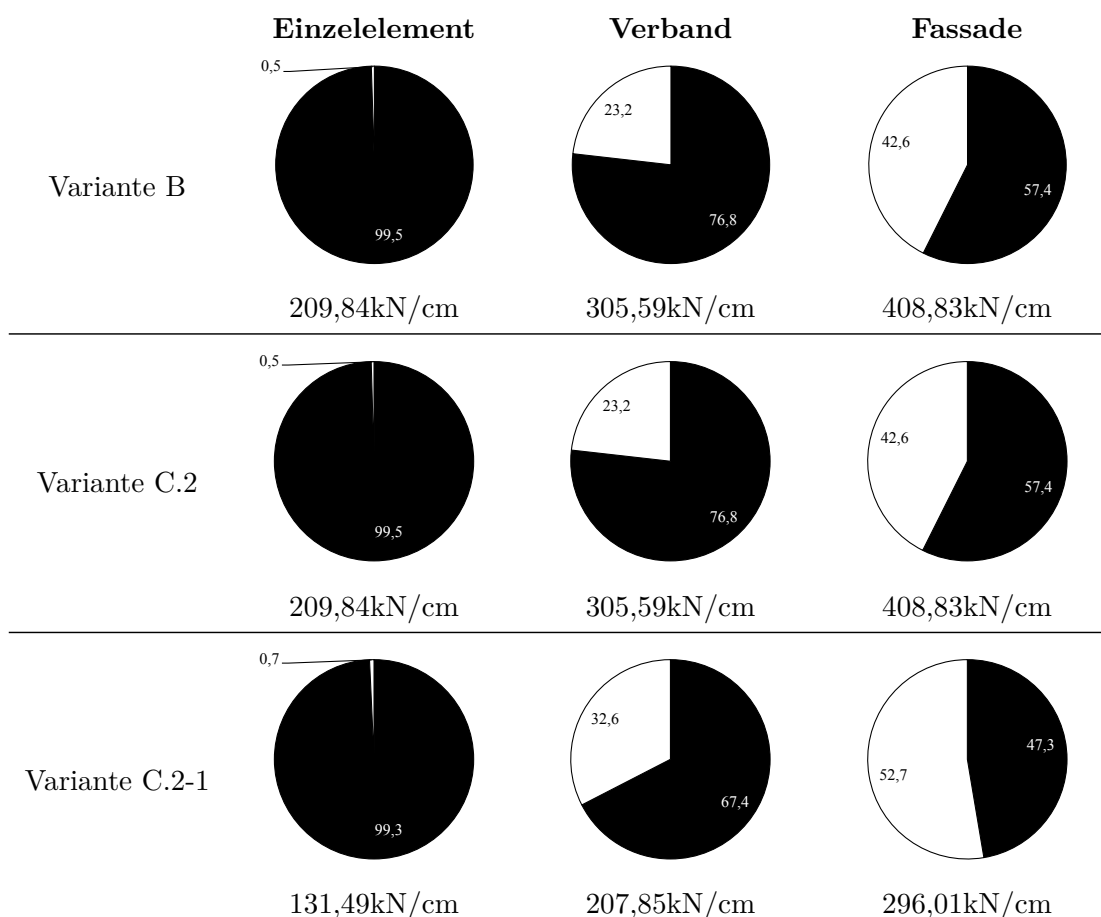 Einzelelement Verband Fassade
0,5 99,5 23,2 76,8 42,6 57,4
Variante B
209,84kN/cm 305,59kN/cm 408,83kN/cm
0,5 99,5 23,2 76,8 42,6 57,4
Variante C.2
209,84kN/cm 305,59kN/cm 408,83kN/cm
0,7 99,3 32,6 67,4 52,7 47,3
Variante C.2-1
131,49kN/cm 207,85kN/cm 296,01kN/cm